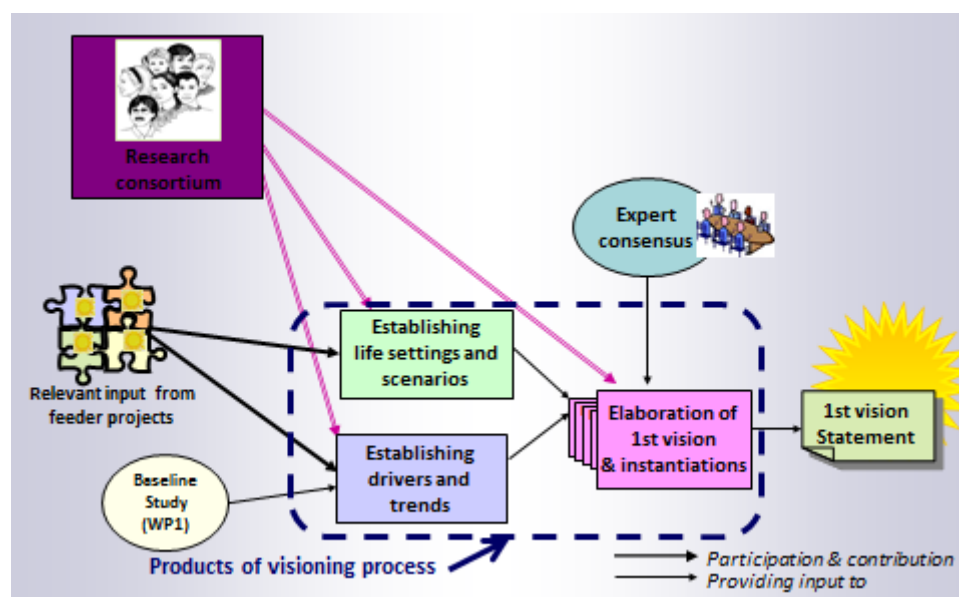 Research
consortium
Expert
consensus
Establishing
life settings and
scenarios
Relevant input from
feeder projects
Elaboration of
1st vision
& instantiations
1st vision
Statement
Establishing
drivers and
trends
Baseline
Study
(WP1)
Products of visioning process
Participation & contribution
Providing input to